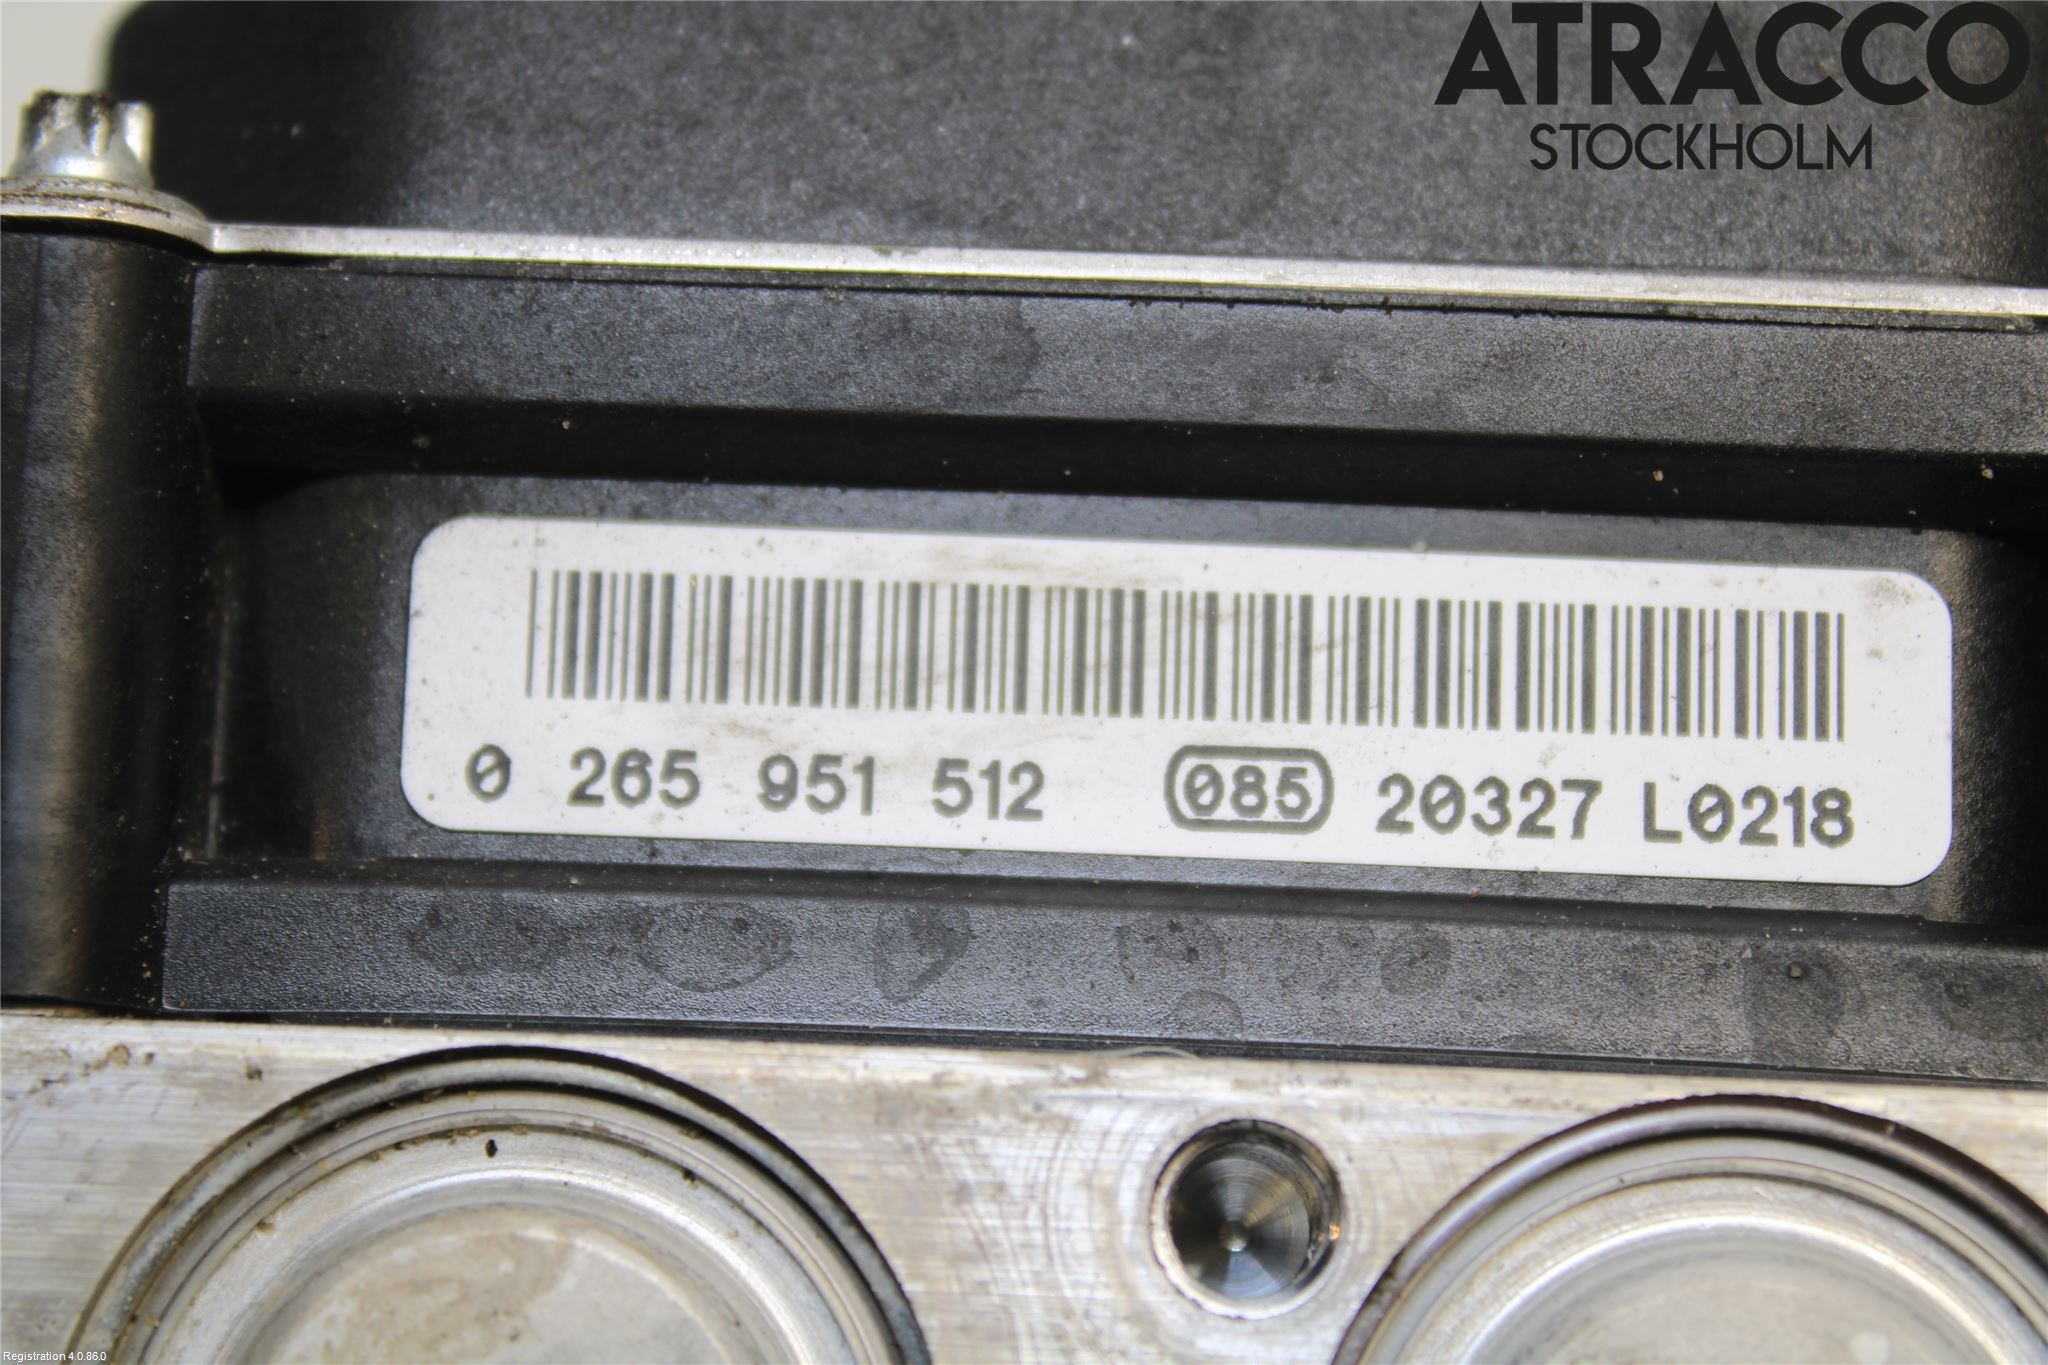 ATRACCO
STOCKHOLM
0 265 951 512 085 20327 L0218
Registration 4.0.86.0